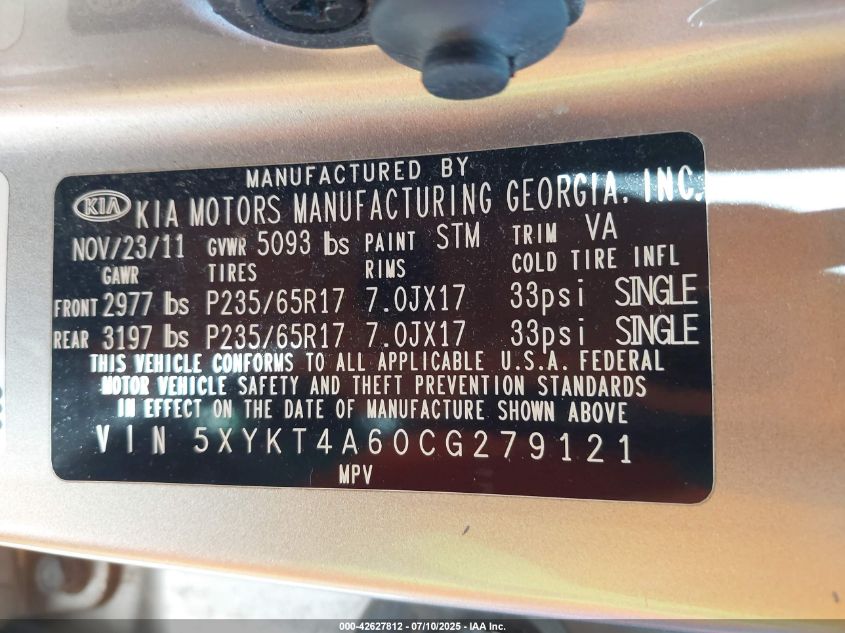 MANUFACTURED BY
KIA KIA MOTORS MANUFACTURING GEORGIA, INC.
NOV/23/11 GVWR 5093 lbs PAINT STM TRIM VA
GAWR TIRES RIMS COLD TIRE INFL
FRONT 2977 lbs P235/65R17 7.0JX17 33psi SINGLE
REAR 3197 lbs P235/65R17 7.0JX17 33psi SINGLE
THIS VEHICLE CONFORMS TO ALL APPLICABLE U.S.A. FEDERAL
MOTOR VEHICLE SAFETY AND THEFT PREVENTION STANDARDS
IN EFFECT ON THE DATE OF MANUFACTURE SHOWN ABOVE
VIN 5XYKT4A60CG279121
MPV
000-42627812 - 07/10/2025 - IAA Inc.